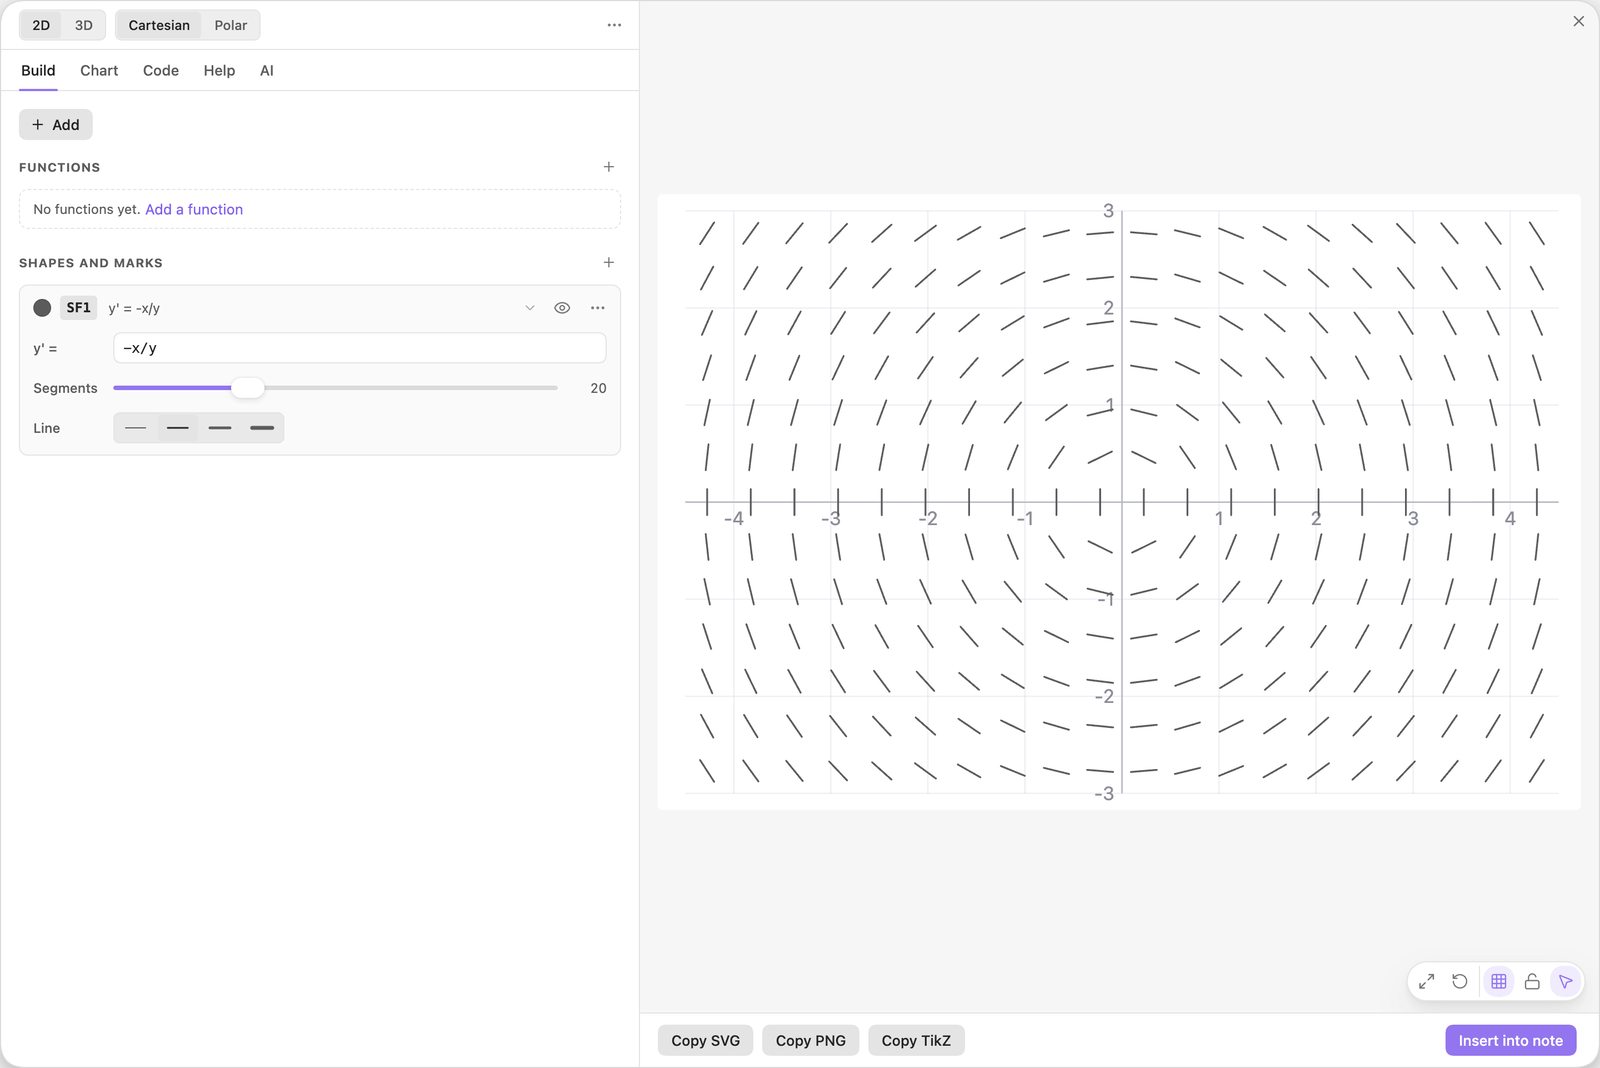 2D 3D Cartesian Polar
Build Chart Code Help AI
+ Add
FUNCTIONS
No functions yet. Add a function
SHAPES AND MARKS
SF1 y' = -x/y
y' = -x/y
Segments 20
Line
3
2
1
-4 -3 -2 -1 1 2 3 4
-1
-2
-3
Copy SVG Copy PNG Copy TikZ Insert into note